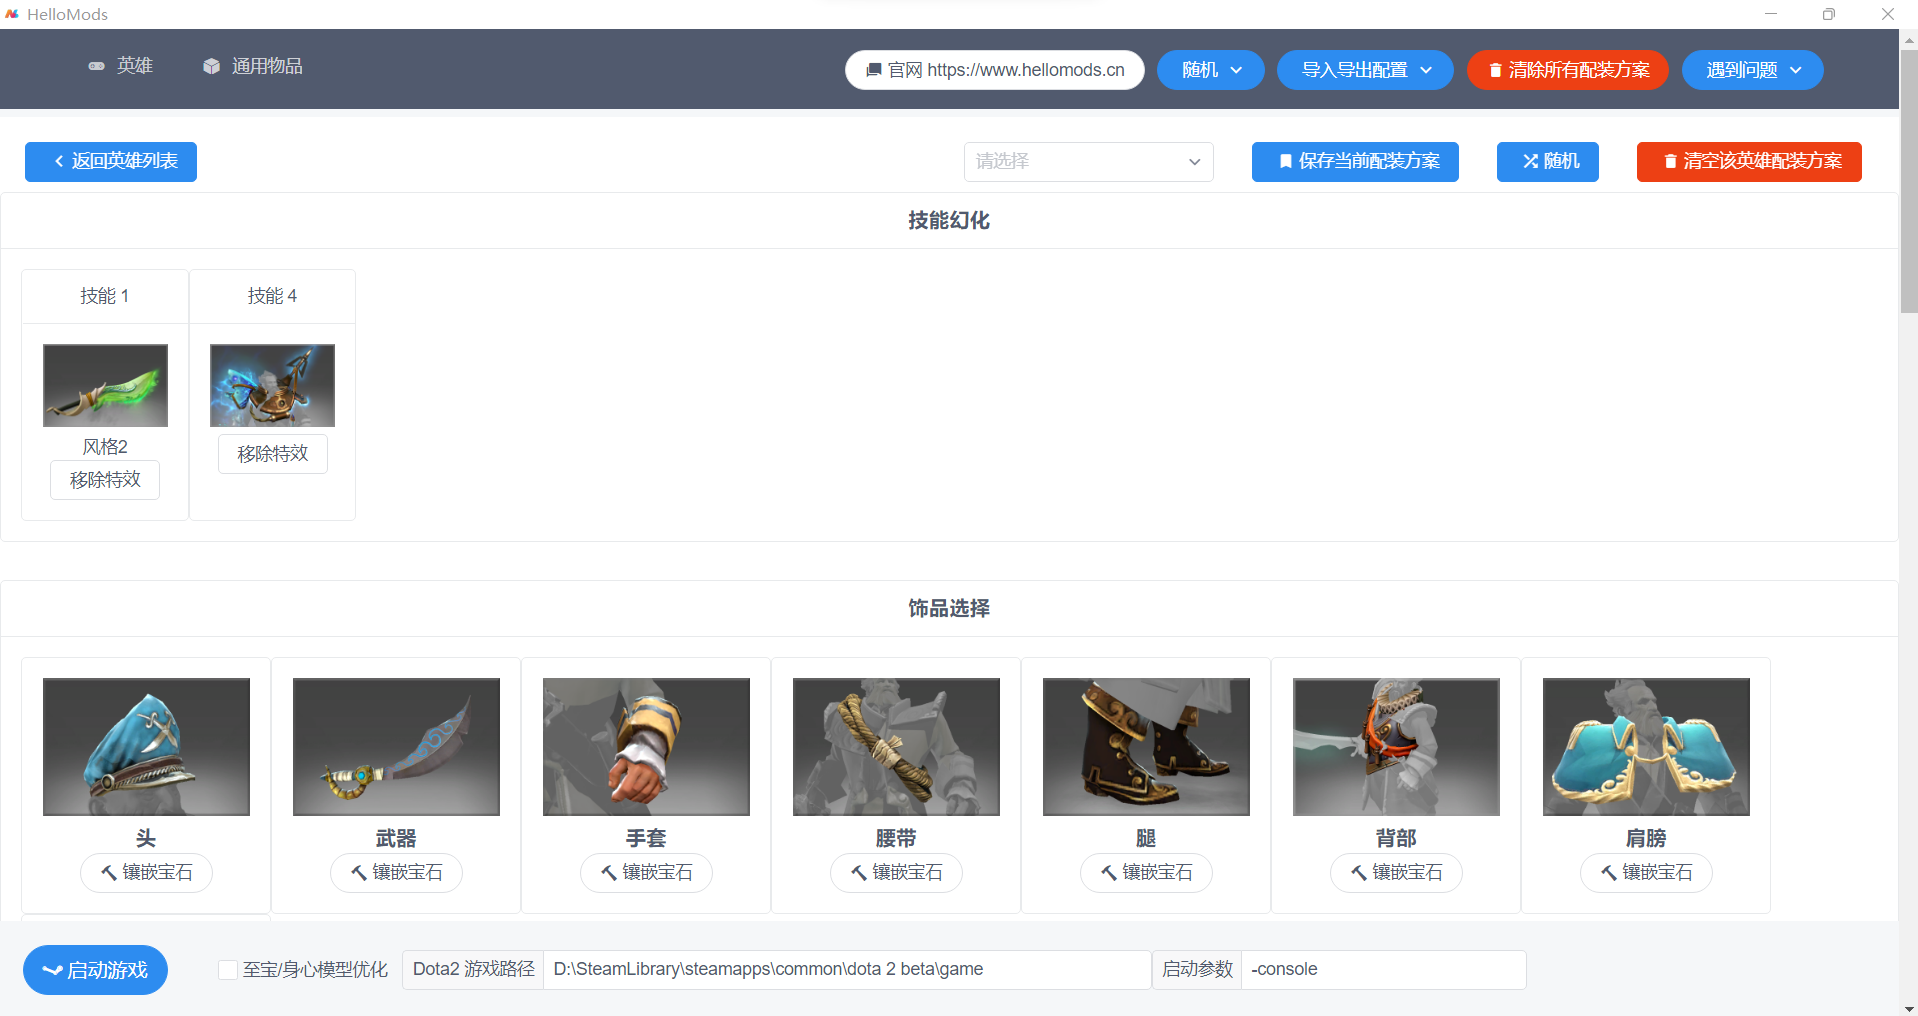 HelloMods
英雄
通用物品
官网 https://www.hellomods.cn
随机
导入导出配置
清除所有配装方案
遇到问题
返回英雄列表
请选择
保存当前配装方案
随机
清空该英雄配装方案
技能幻化
技能 1
技能 4
风格2
移除特效
移除特效
饰品选择
头
武器
手套
腰带
腿
背部
肩膀
镶嵌宝石
镶嵌宝石
镶嵌宝石
镶嵌宝石
镶嵌宝石
镶嵌宝石
镶嵌宝石
启动游戏
至宝/身心模型优化
Dota2 游戏路径
D:\SteamLibrary\steamapps\common\dota 2 beta\game
启动参数
-console